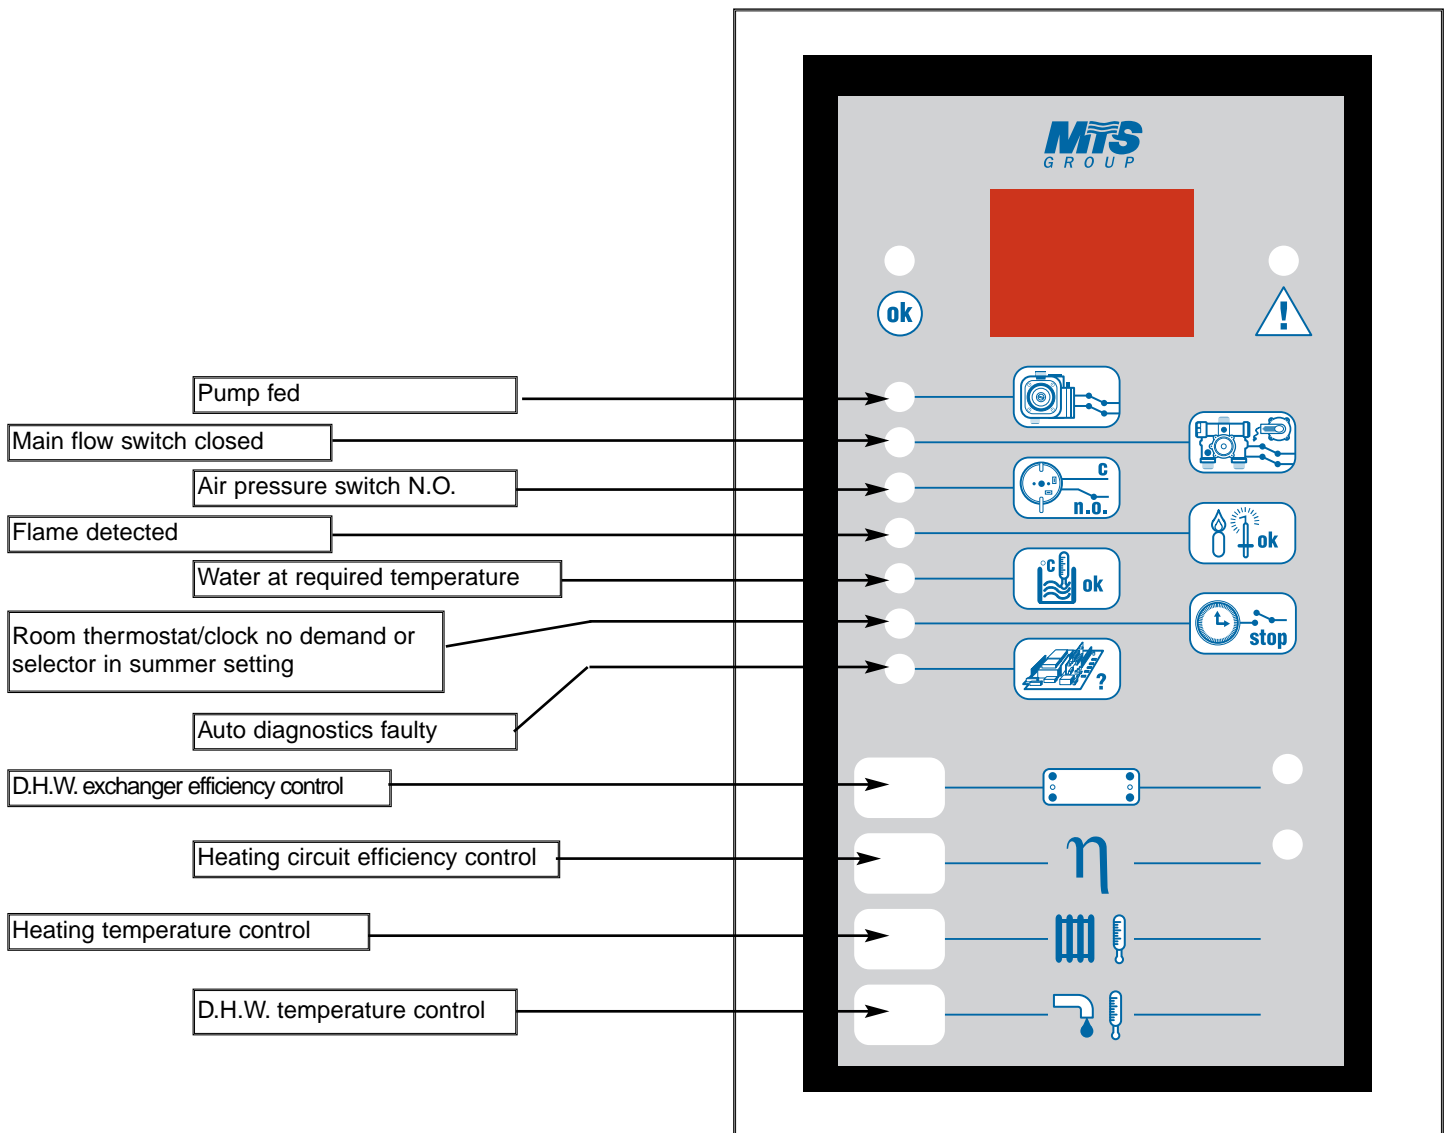 MTS
GROUP
ok
!
Pump fed
Main flow switch closed
C
Air pressure switch N.O.
n.o.
Flame detected
ok
°C
Water at required temperature
ok
Room thermostat/clock no demand or
selector in summer setting
stop
?
Auto diagnostics faulty
D.H.W. exchanger efficiency control
Heating circuit efficiency control
η
Heating temperature control
D.H.W. temperature control